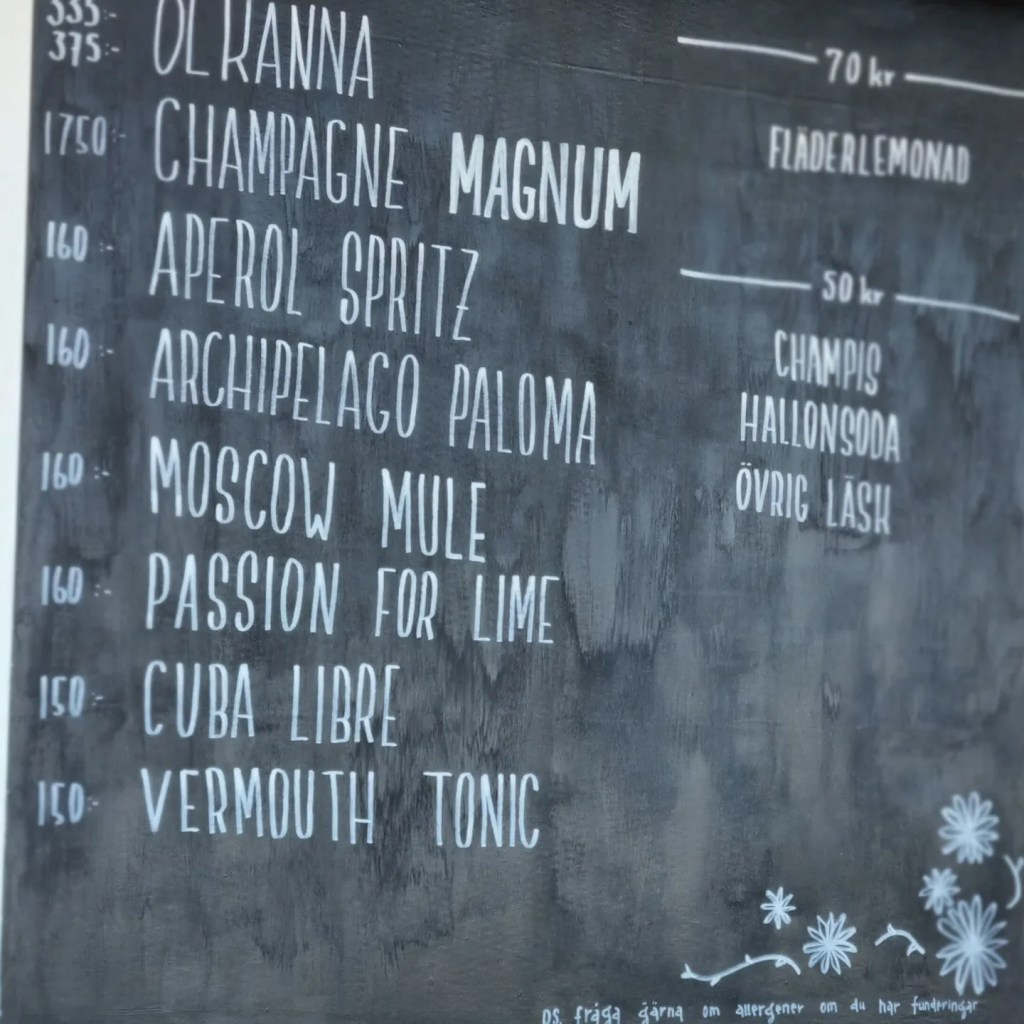 335:-
375:- ÖLKANNA
1750:- CHAMPAGNE MAGNUM
160:- APEROL SPRITZ
160:- ARCHIPELAGO PALOMA
160:- MOSCOW MULE
160:- PASSION FOR LIME
150:- CUBA LIBRE
150:- VERMOUTH TONIC
70 kr
FLÄDERLEMONAD
50 kr
CHAMPIS
HALLONSODA
ÖVRIG LÄSK
PS. fråga gärna om allergener om du har funderingar